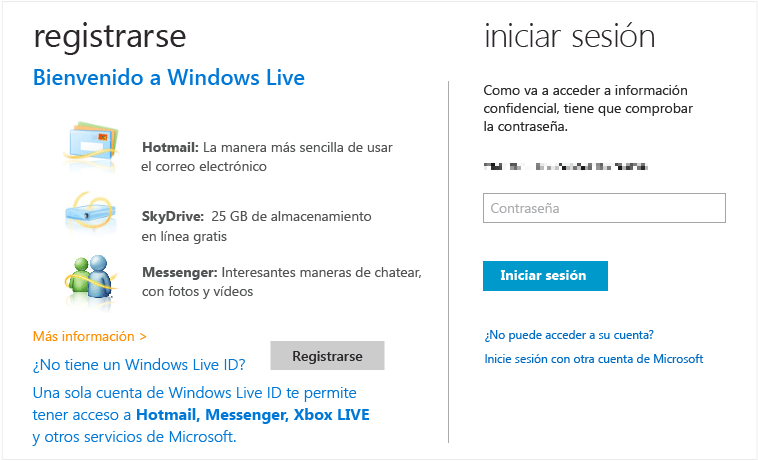 registrarse
Bienvenido a Windows Live
Hotmail: La manera más sencilla de usar
el correo electrónico
SkyDrive: 25 GB de almacenamiento
en línea gratis
Messenger: Interesantes maneras de chatear,
con fotos y vídeos
Más información >
¿No tiene un Windows Live ID?
Registrarse
Una sola cuenta de Windows Live ID te permite
tener acceso a Hotmail, Messenger, Xbox LIVE
y otros servicios de Microsoft.
iniciar sesión
Como va a acceder a información
confidencial, tiene que comprobar
la contraseña.
Contraseña
Iniciar sesión
¿No puede acceder a su cuenta?
Inicie sesión con otra cuenta de Microsoft